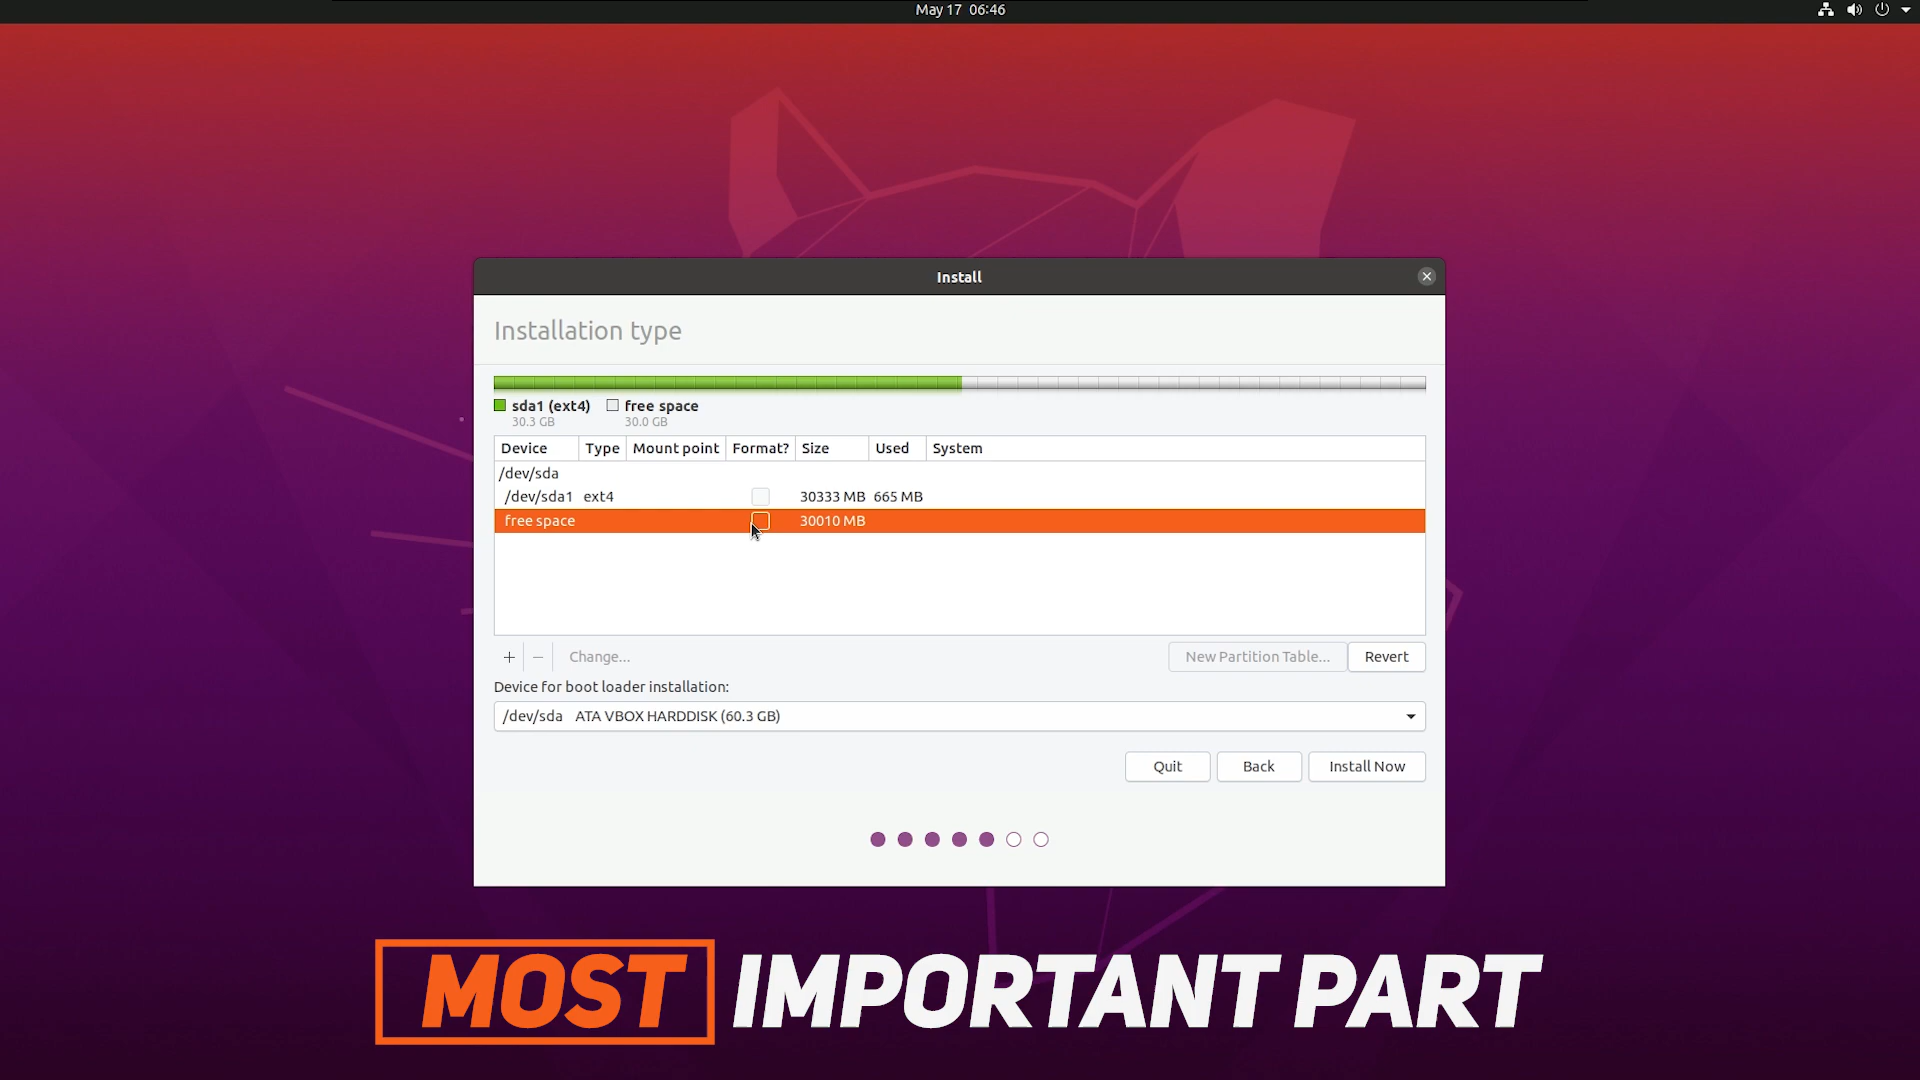 May 17 06:46
Install
Installation type
sda1 (ext4) free space
30.3 GB 30.0 GB
Device Type Mount point Format? Size Used System
/dev/sda
/dev/sda1 ext4 30333 MB 665 MB
free space 30010 MB
+ − Change... New Partition Table... Revert
Device for boot loader installation:
/dev/sda ATA VBOX HARDDISK (60.3 GB)
Quit Back Install Now
MOST IMPORTANT PART